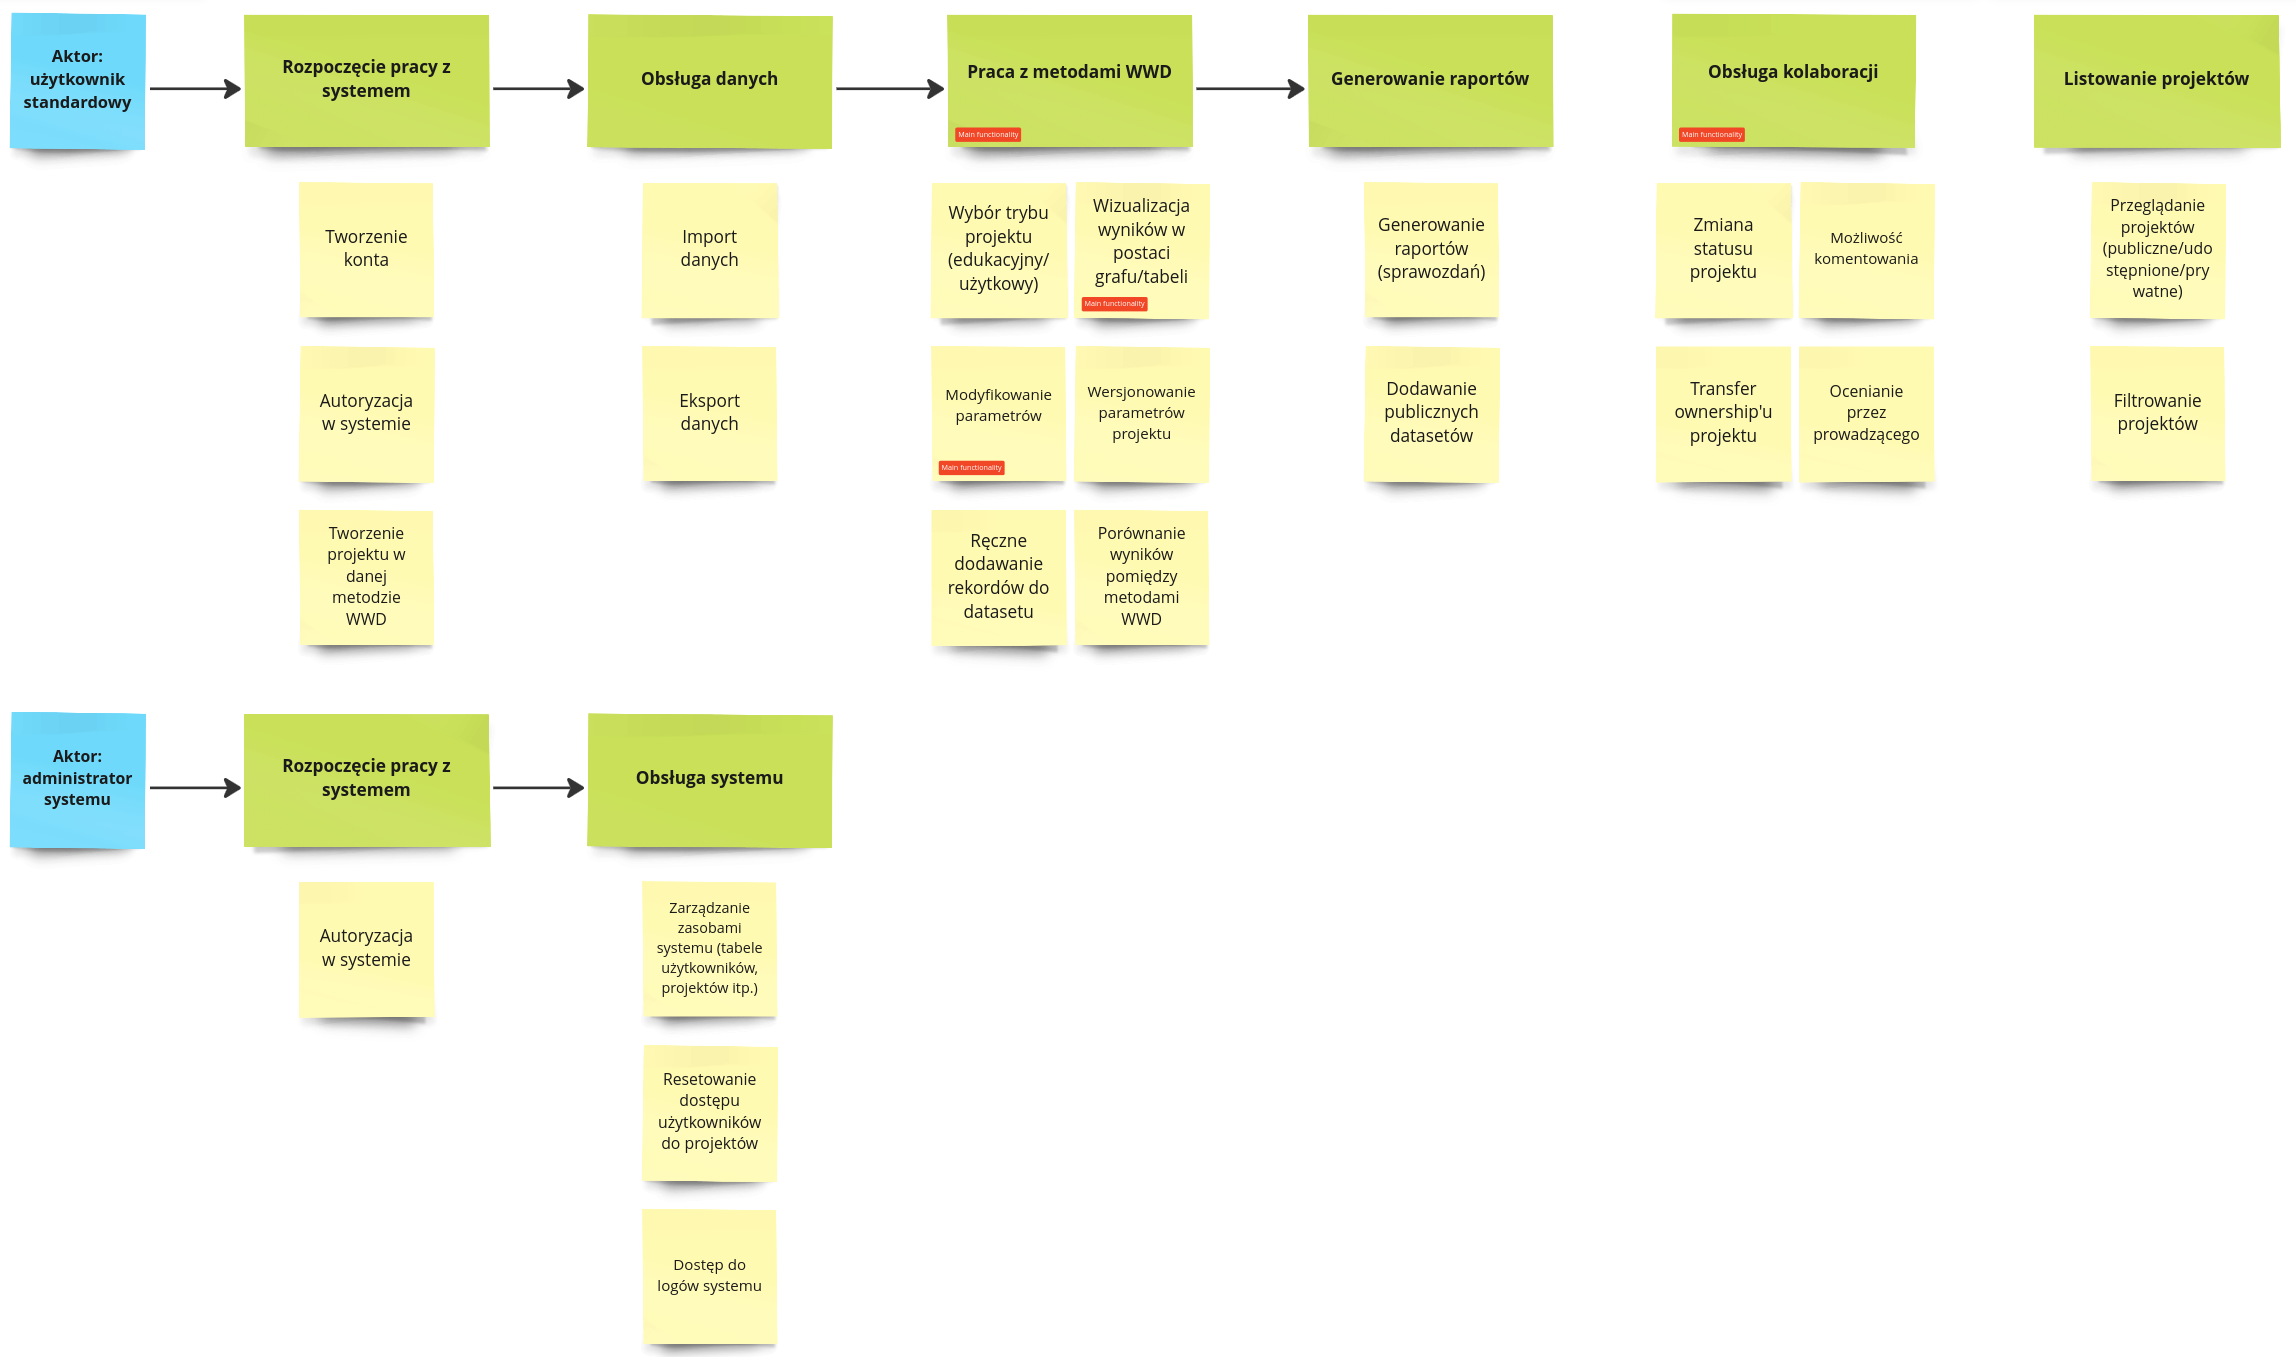 Aktor:
użytkownik
standardowy
Rozpoczęcie pracy z
systemem
Obsługa danych
Praca z metodami WWD
Main functionality
Generowanie raportów
Obsługa kolaboracji
Main functionality
Listowanie projektów
Tworzenie
konta
Autoryzacja
w systemie
Tworzenie
projektu w
danej
metodzie
WWD
Import
danych
Eksport
danych
Wybór trybu
projektu
(edukacyjny/
użytkowy)
Wizualizacja
wyników w
postaci
grafu/tabeli
Main functionality
Modyfikowanie
parametrów
Main functionality
Wersjonowanie
parametrów
projektu
Ręczne
dodawanie
rekordów do
datasetu
Porównanie
wyników
pomiędzy
metodami
WWD
Generowanie
raportów
(sprawozdań)
Dodawanie
publicznych
datasetów
Zmiana
statusu
projektu
Możliwość
komentowania
Transfer
ownership'u
projektu
Ocenianie
przez
prowadzącego
Przeglądanie
projektów
(publiczne/udo
stępnione/pry
watne)
Filtrowanie
projektów
Aktor:
administrator
systemu
Rozpoczęcie pracy z
systemem
Obsługa systemu
Autoryzacja
w systemie
Zarządzanie
zasobami
systemu (tabele
użytkowników,
projektów itp.)
Resetowanie
dostępu
użytkowników
do projektów
Dostęp do
logów systemu